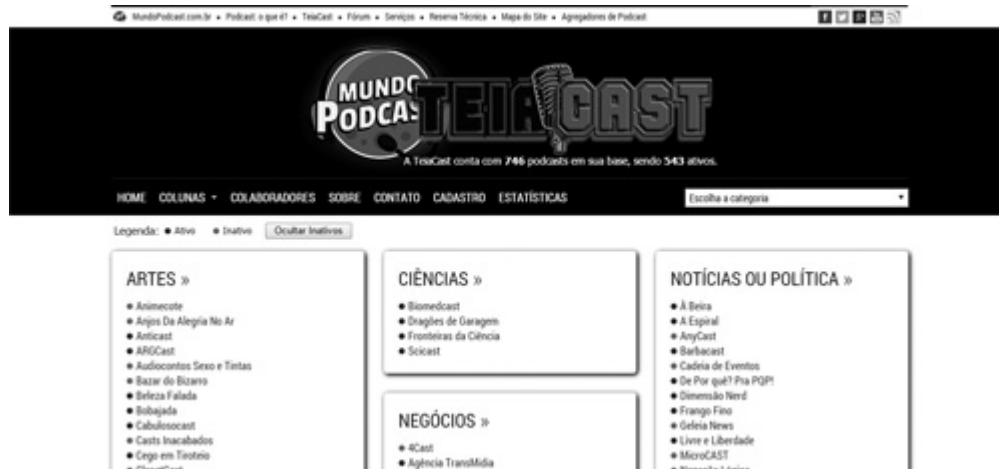 MundoPodcast.com.br • Podcast: o que é? • TeiaCast • Fórum • Serviços • Reserva Técnica • Mapa do Site • Agregadores de Podcast
MUNDO
PODCAS
TEIA CAST
A TeiaCast conta com 746 podcasts em sua base, sendo 543 ativos.
HOME COLUNAS COLABORADORES SOBRE CONTATO CADASTRO ESTATÍSTICAS Escolha a categoria
Legenda: • Ativo • Inativo Ocultar Inativos
ARTES »
• Animecote
• Anjos Da Alegria No Ar
• Anticast
• ARGCast
• Audiocontos Sexo e Tintas
• Bazar do Bizarro
• Beleza Falada
• Bobajada
• Cabulosocast
• Casts Inacabados
• Cego em Tiroteio
CIÊNCIAS »
• Biomedcast
• Dragões de Garagem
• Fronteiras da Ciência
• Scicast
NEGÓCIOS »
• 4Cast
• Agência TransMídia
NOTÍCIAS OU POLÍTICA »
• À Beira
• A Espiral
• AnyCast
• Barbacast
• Cadeia de Eventos
• De Por quê? Pra PQP!
• Dimensão Nerd
• Frango Fino
• Geleia News
• Livre e Liberdade
• MicroCAST